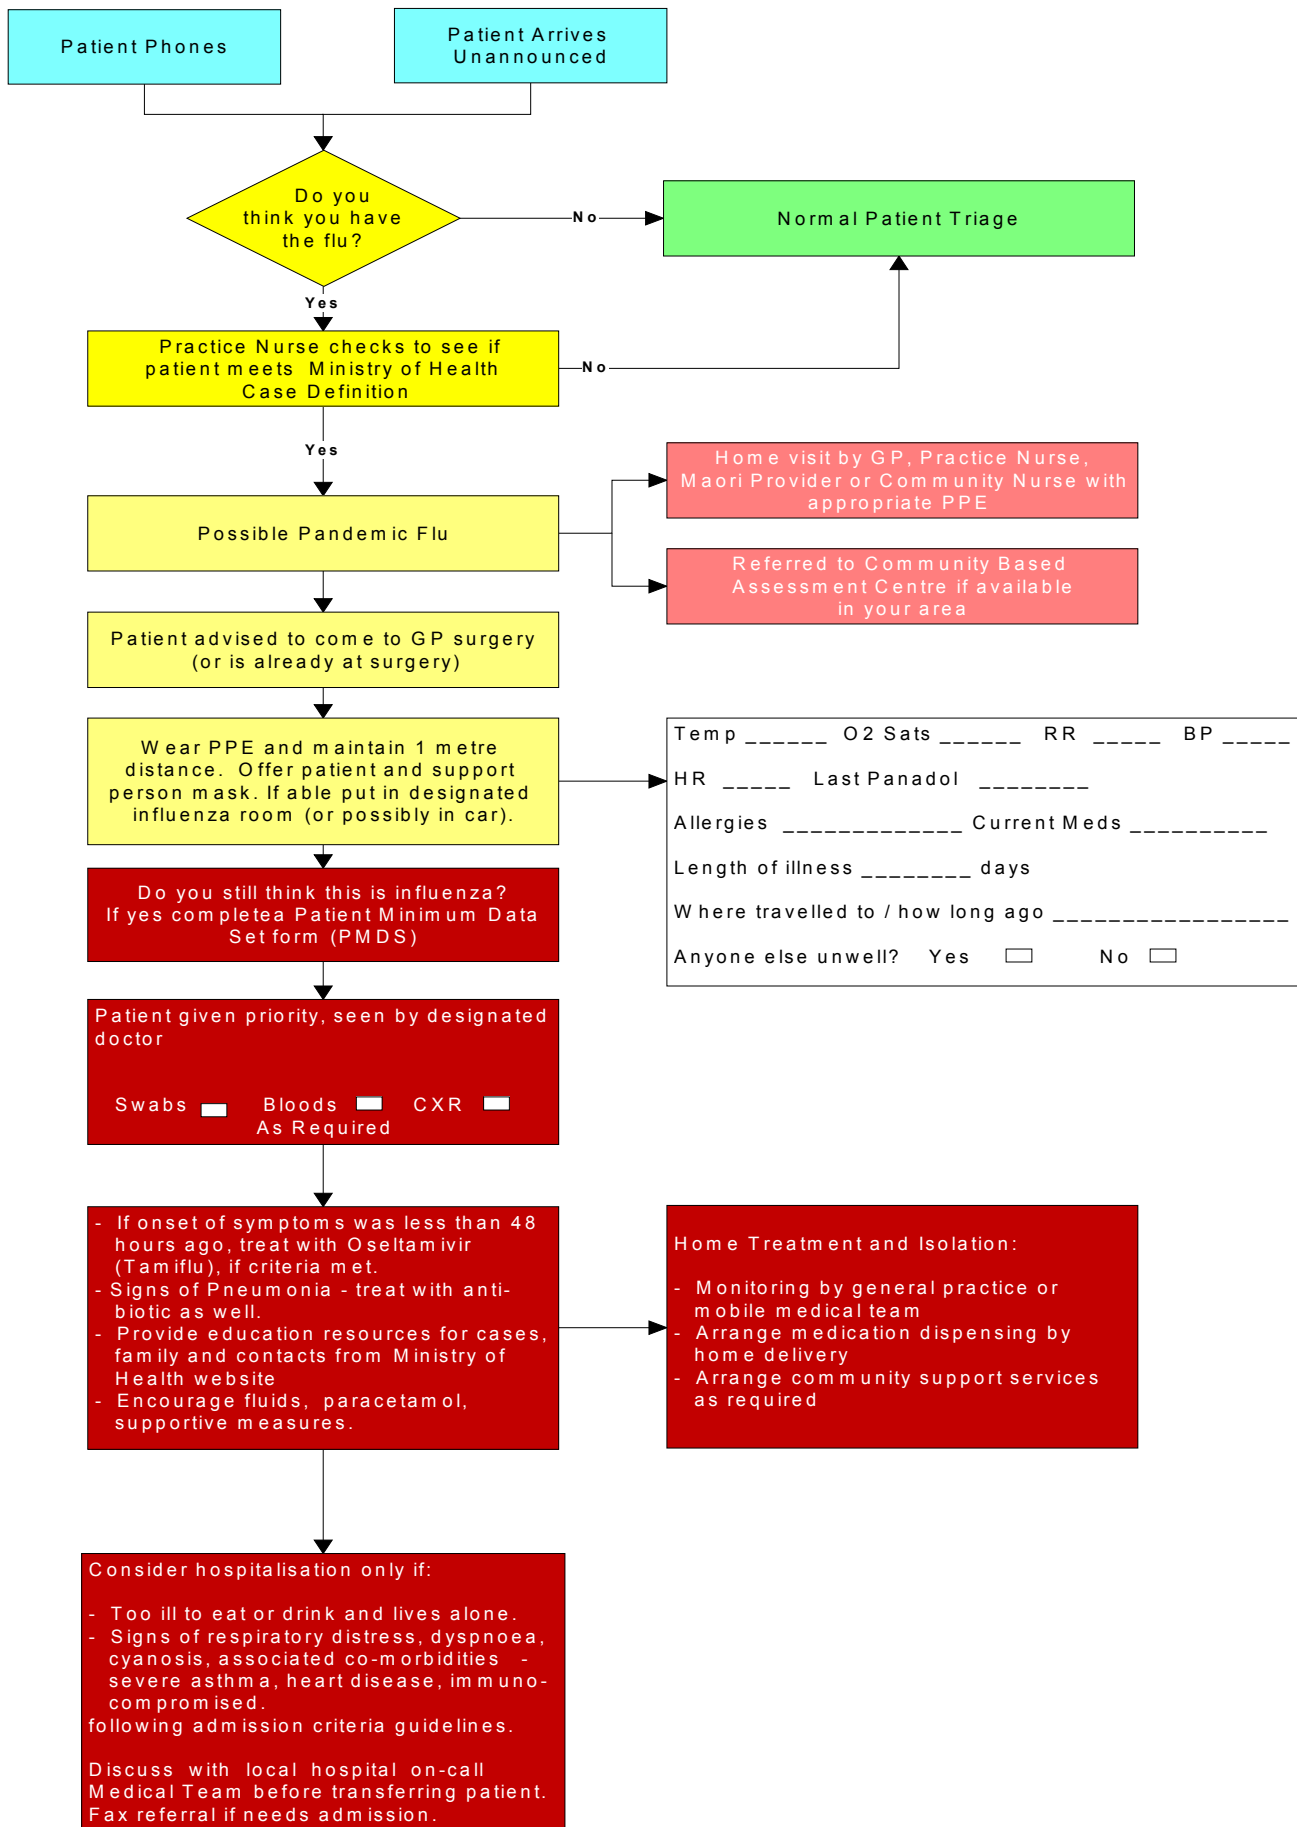 Patient Phones
Patient Arrives
Unannounced
Do you
think you have
the flu?
No
Normal Patient Triage
Yes
Practice Nurse checks to see if
patient meets Ministry of Health
Case Definition
No
Yes
Home visit by GP, Practice Nurse,
Maori Provider or Community Nurse with
appropriate PPE
Possible Pandemic Flu
Referred to Community Based
Assessment Centre if available
in your area
Patient advised to come to GP surgery
(or is already at surgery)
Wear PPE and maintain 1 metre
distance. Offer patient and support
person mask. If able put in designated
influenza room (or possibly in car).
Temp ______ O2 Sats ______ RR _____ BP _____
HR _____ Last Panadol ________
Allergies _____________ Current Meds __________
Length of illness ________ days
Where travelled to / how long ago _________________
Anyone else unwell? Yes No
Do you still think this is influenza?
If yes completea Patient Minimum Data
Set form (PMDS)
Patient given priority, seen by designated
doctor
Swabs Bloods CXR
As Required
- If onset of symptoms was less than 48
hours ago, treat with Oseltamivir
(Tamiflu), if criteria met.
- Signs of Pneumonia - treat with anti-
biotic as well.
- Provide education resources for cases,
family and contacts from Ministry of
Health website
- Encourage fluids, paracetamol,
supportive measures.
Home Treatment and Isolation:
- Monitoring by general practice or
mobile medical team
- Arrange medication dispensing by
home delivery
- Arrange community support services
as required
Consider hospitalisation only if:
- Too ill to eat or drink and lives alone.
- Signs of respiratory distress, dyspnoea,
cyanosis, associated co-morbidities -
severe asthma, heart disease, immuno-
compromised.
following admission criteria guidelines.
Discuss with local hospital on-call
Medical Team before transferring patient.
Fax referral if needs admission.